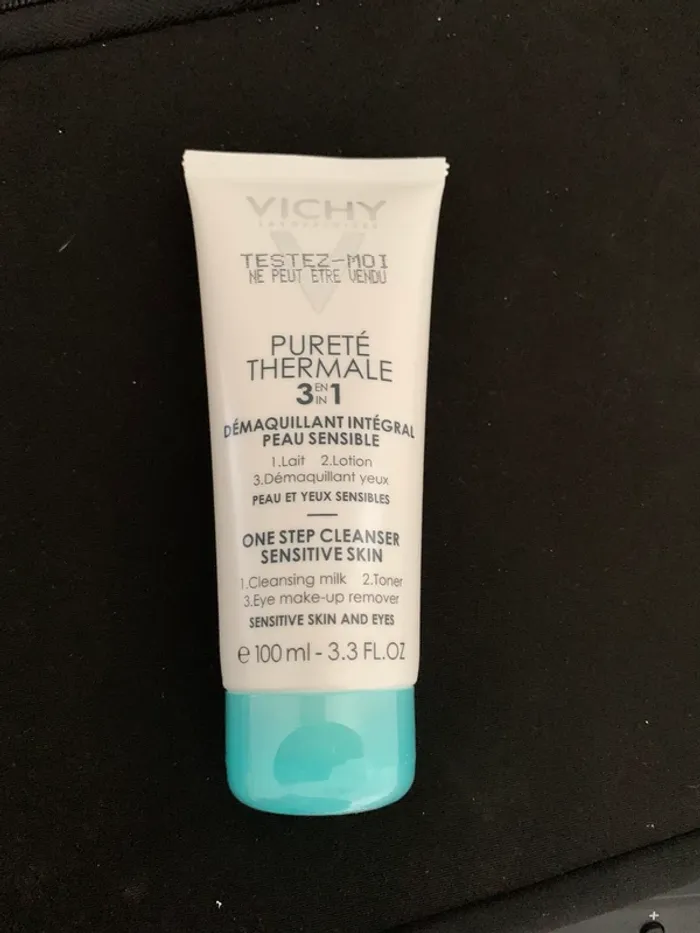 VICHY
LABORATOIRES
TESTEZ-MOI
NE PEUT ETRE VENDU
PURETÉ
THERMALE
3 EN IN 1
DÉMAQUILLANT INTÉGRAL
PEAU SENSIBLE
1.Lait 2.Lotion
3.Démaquillant yeux
PEAU ET YEUX SENSIBLES
ONE STEP CLEANSER
SENSITIVE SKIN
1.Cleansing milk 2.Toner
3.Eye make-up remover
SENSITIVE SKIN AND EYES
e 100 ml - 3.3 FL.OZ